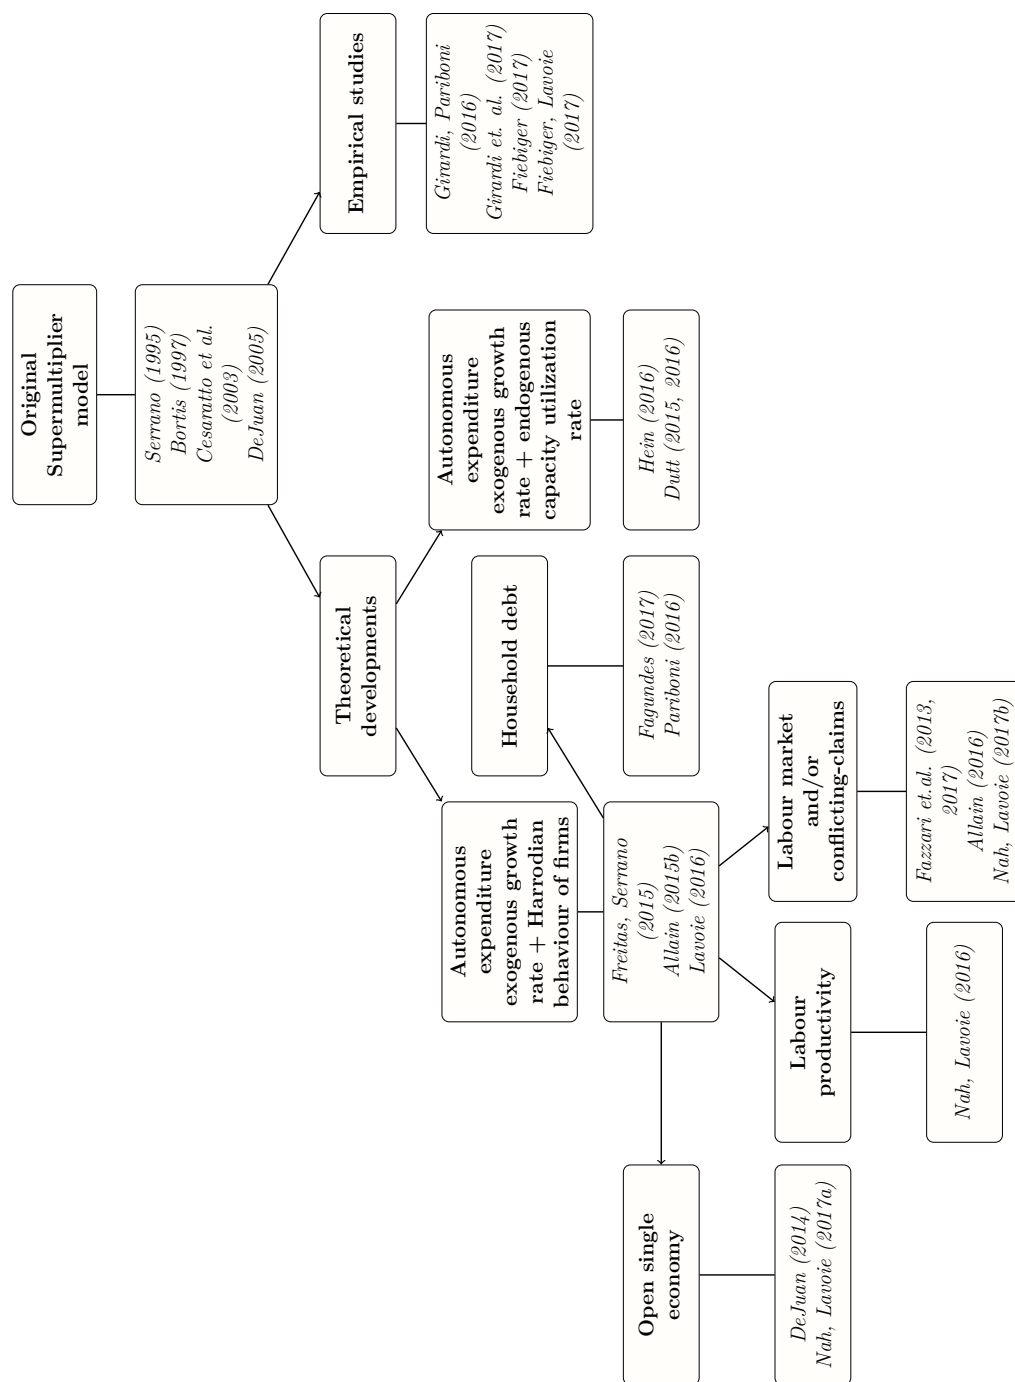 Original
Supermultiplier
model
Serrano (1995)
Bortis (1997)
Cesaratto et al.
(2003)
DeJuan (2005)
Theoretical
developments
Empirical studies
Girardi, Pariboni
(2016)
Girardi et. al. (2017)
Fiebiger (2017)
Fiebiger, Lavoie
(2017)
Autonomous
expenditure
exogenous growth
rate + Harrodian
behaviour of firms
Household debt
Autonomous
expenditure
exogenous growth
rate + endogenous
capacity utilization
rate
Freitas, Serrano
(2015)
Allain (2015b)
Lavoie (2016)
Fagundes (2017)
Pariboni (2016)
Hein (2016)
Dutt (2015, 2016)
Open single
economy
DeJuan (2014)
Nah, Lavoie (2017a)
Labour
productivity
Nah, Lavoie (2016)
Labour market
and/or
conflicting-claims
Fazzari et.al. (2013,
2017)
Allain (2016)
Nah, Lavoie (2017b)